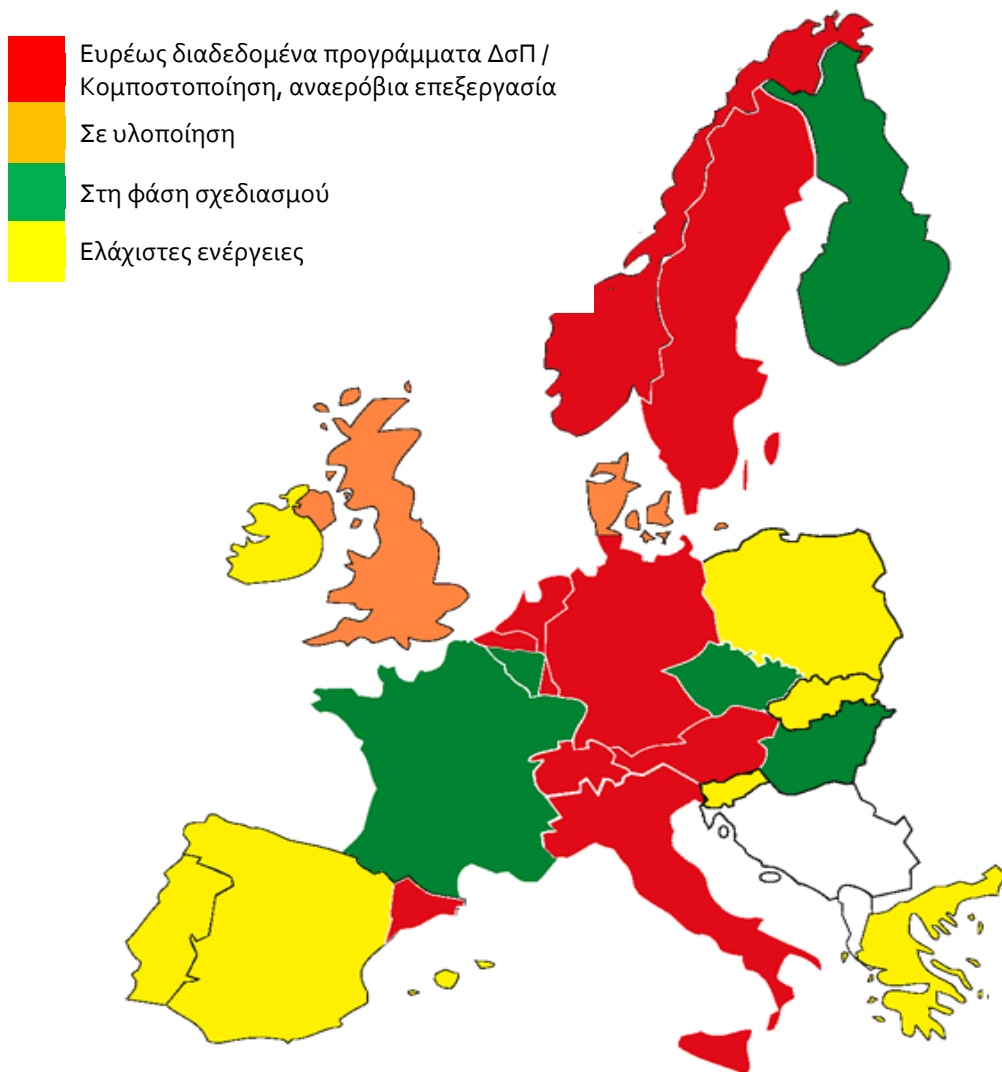 Ευρέως διαδεδομένα προγράμματα ΔσΠ /
Κομποστοποίηση, αναερόβια επεξεργασία
Σε υλοποίηση
Στη φάση σχεδιασμού
Ελάχιστες ενέργειες